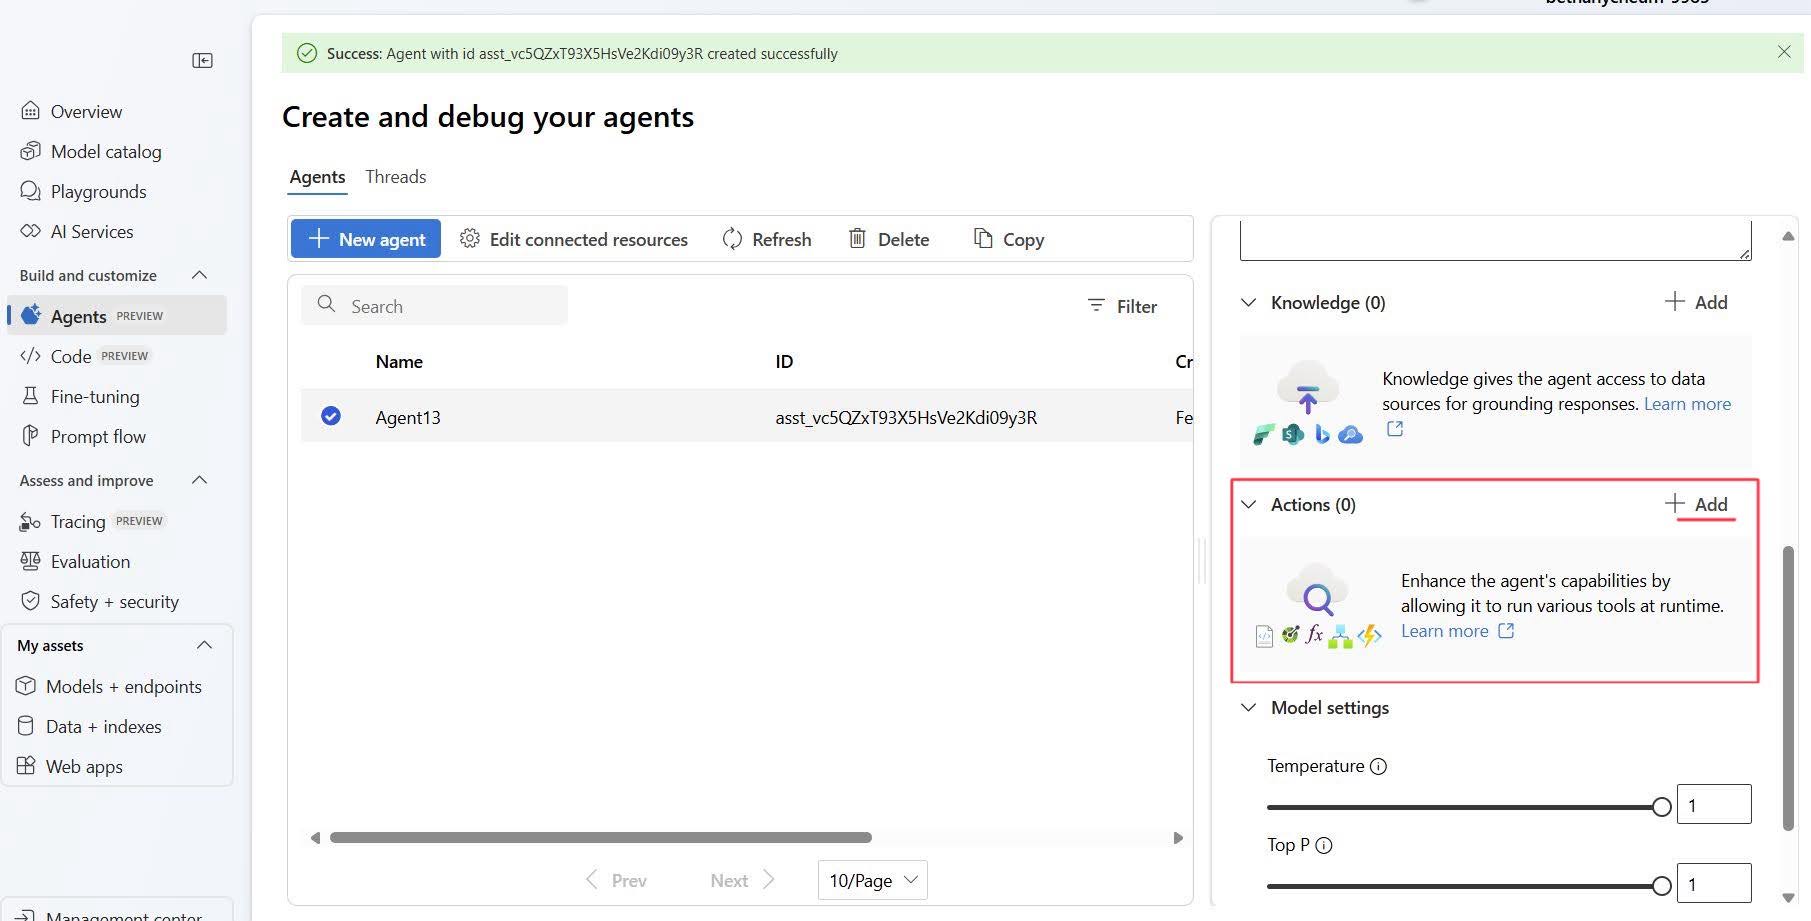 Success: Agent with id asst_vc5QZxT93X5HsVe2Kdi09y3R created successfully
Create and debug your agents
Overview
Model catalog
Playgrounds
AI Services
Build and customize
Agents PREVIEW
Code PREVIEW
Fine-tuning
Prompt flow
Assess and improve
Tracing PREVIEW
Evaluation
Safety + security
My assets
Models + endpoints
Data + indexes
Web apps
Management center
Agents Threads
New agent Edit connected resources Refresh Delete Copy
Search Filter
Name ID Cr
Agent13 asst_vc5QZxT93X5HsVe2Kdi09y3R Fe
Prev Next 10/Page
Knowledge (0) Add
Knowledge gives the agent access to data
sources for grounding responses. Learn more
Actions (0) Add
Enhance the agent's capabilities by
allowing it to run various tools at runtime.
Learn more
Model settings
Temperature
1
Top P
1